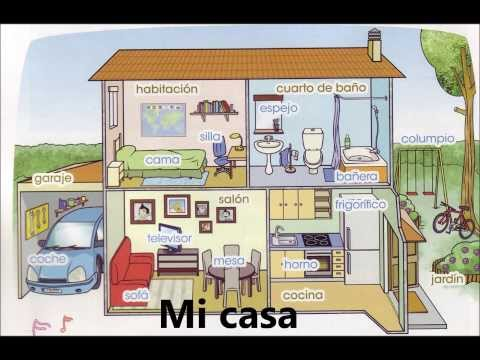 habitación
cuarto de baño
espejo
silla
columpio
cama
bañera
garaje
salón
frigorífico
televisor
coche
mesa
horno
jardín
sofá
cocina
Mi casa